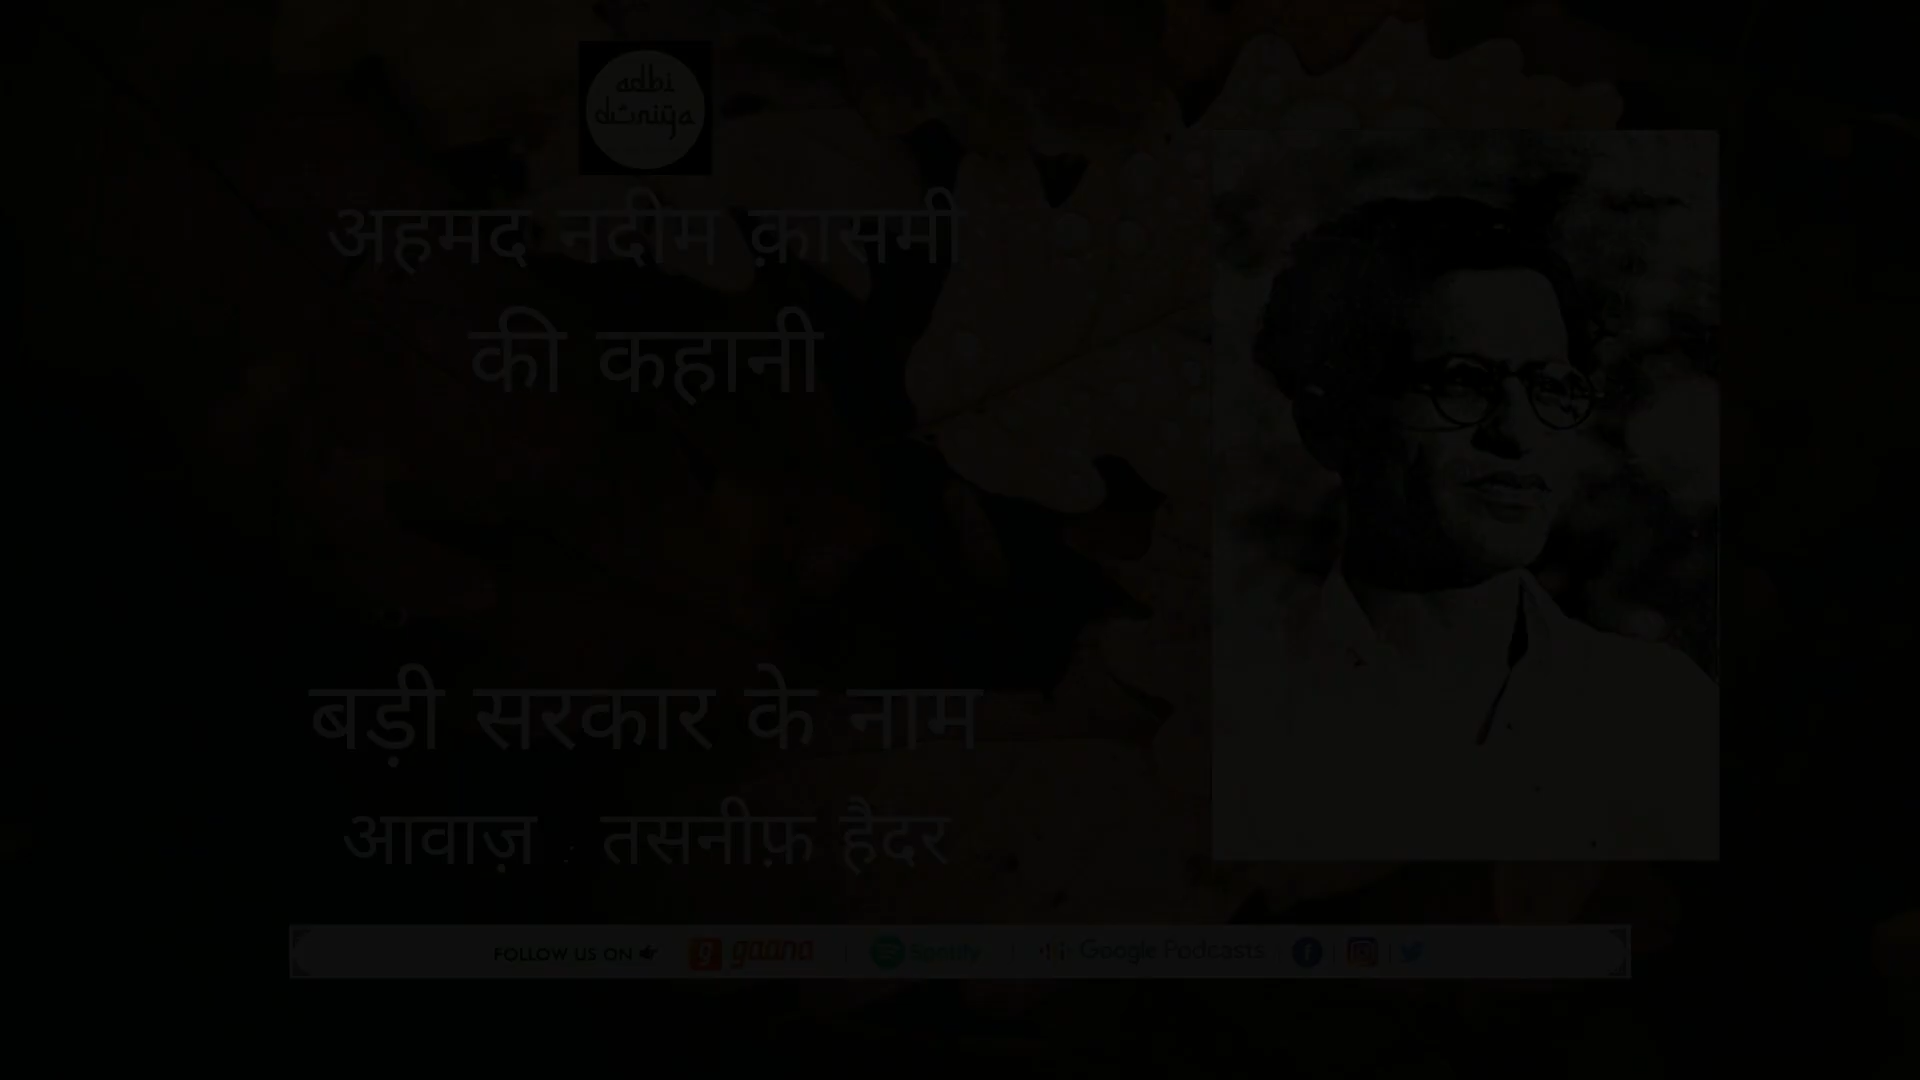 adbi
duniya
अहमद नदीम क़ासमी
की कहानी
बड़ी सरकार के नाम
आवाज़ : तसनीफ़ हैदर
FOLLOW US ON gaana | Spotify | Google Podcasts